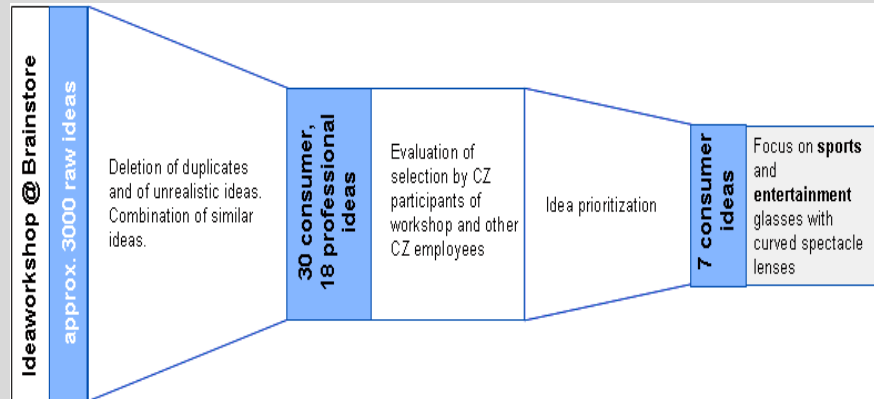 Ideaworkshop @ Brainstore
approx. 3000 raw ideas
Deletion of duplicates
and of unrealistic ideas.
Combination of similar
ideas.
30 consumer,
18 professional
ideas
Evaluation of
selection by CZ
participants of
workshop and other
CZ employees
Idea prioritization
7 consumer
ideas
Focus on sports
and
entertainment
glasses with
curved spectacle
lenses